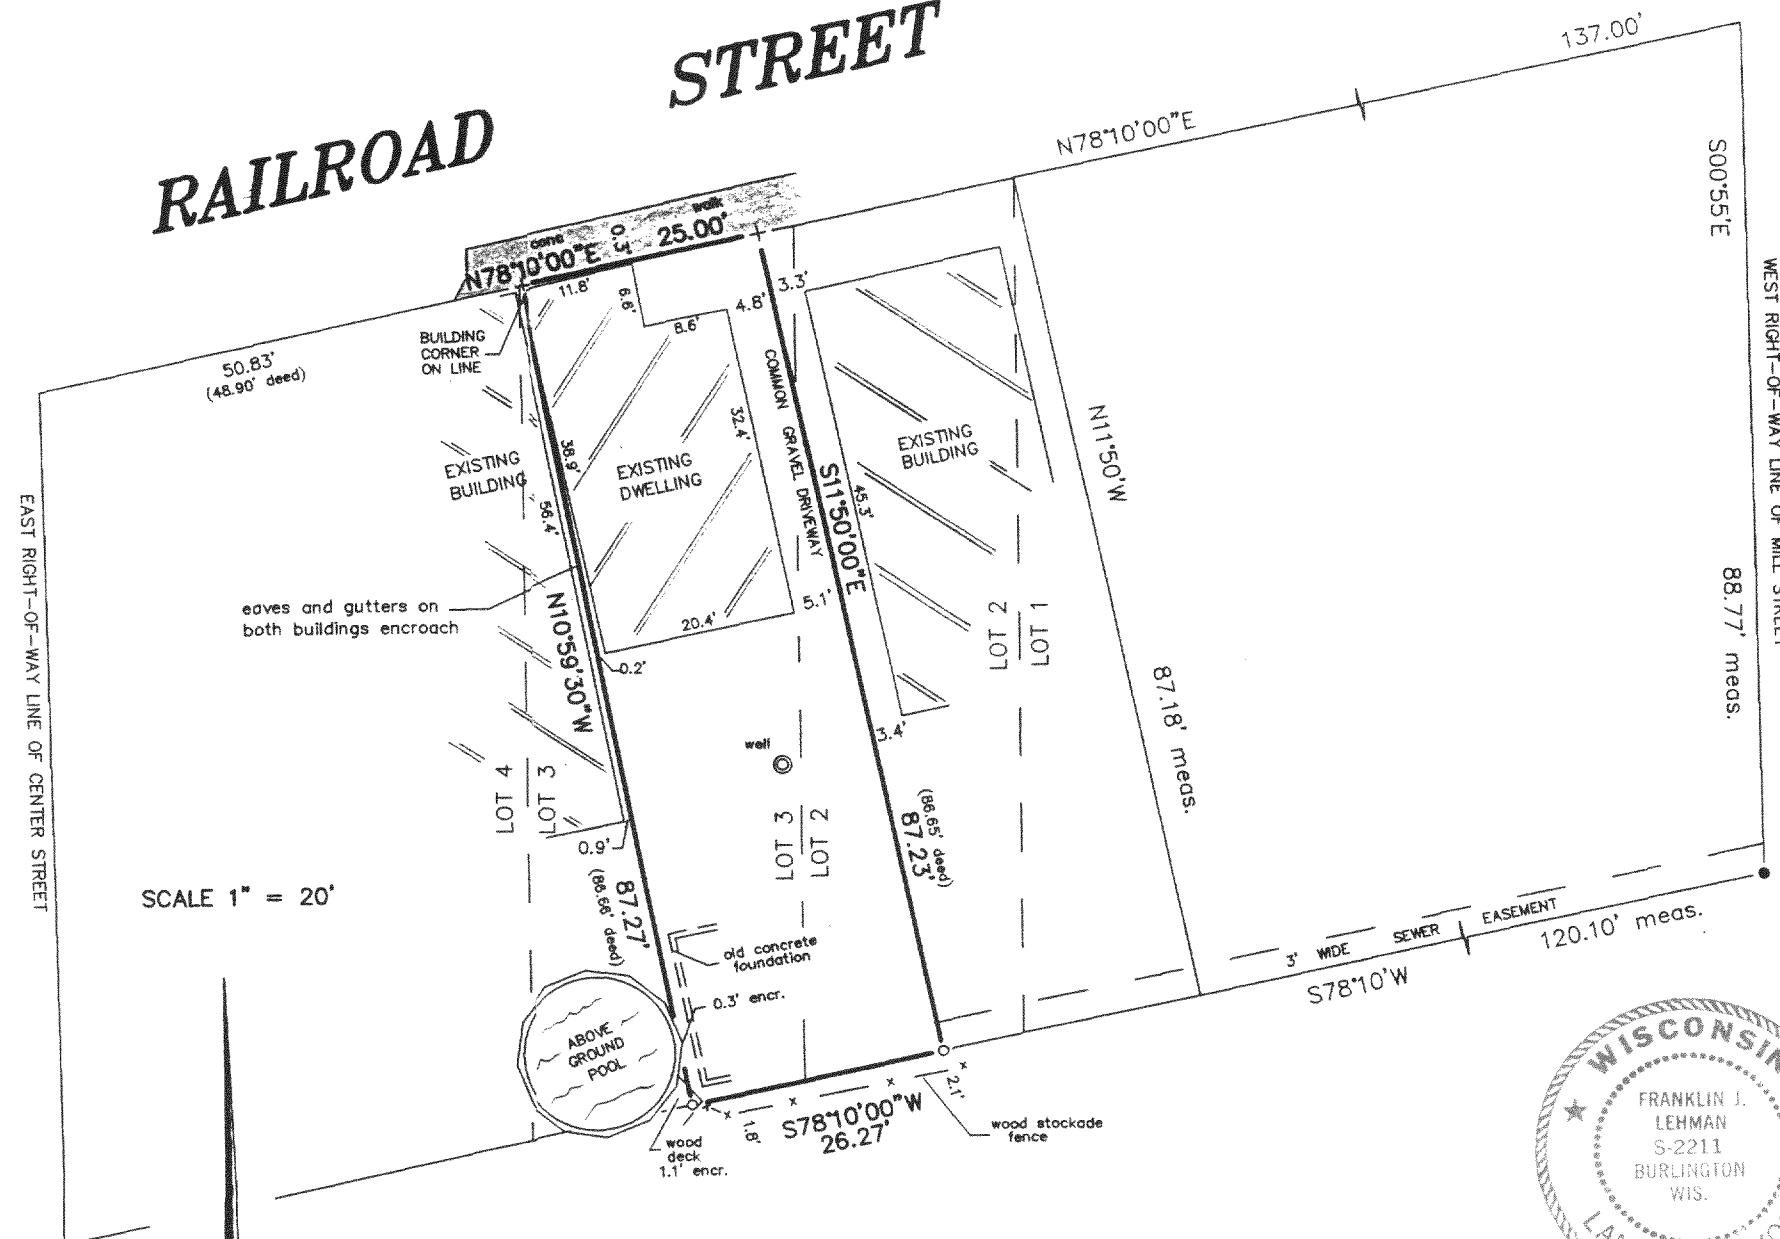 RAILROAD STREET
137.00'
N78°10'00"E
S00°55'E
conc
walk
0.3'
N78°10'00"E 25.00'
11.8'
6.6'
8.6'
4.8'
3.3'
BUILDING
CORNER
ON LINE
50.83'
(48.90' deed)
EXISTING
BUILDING
38.9'
56.4'
EXISTING
DWELLING
32.4'
COMMON GRAVEL DRIVEWAY
S11°50'00"E
45.3'
EXISTING
BUILDING
N11°50'W
87.18' meas.
WEST RIGHT-OF-WAY LINE OF MILL STREET
88.77' meas.
EAST RIGHT-OF-WAY LINE OF CENTER STREET
eaves and gutters on
both buildings encroach
N10°59'30"W
20.4'
5.1'
0.2'
LOT 2
LOT 1
well
3.4'
LOT 4
LOT 3
LOT 3
LOT 2
0.9'
(86.65' deed)
87.23'
87.27'
(86.66' deed)
SCALE 1" = 20'
old concrete
foundation
0.3' encr.
ABOVE
GROUND
POOL
3' WIDE SEWER EASEMENT
120.10' meas.
S78°10'W
2.1'
1.8'
S78°10'00"W
26.27'
wood stockade
fence
wood
deck
1.1' encr.
WISCONSIN
FRANKLIN J.
LEHMAN
S-2211
BURLINGTON
WIS.